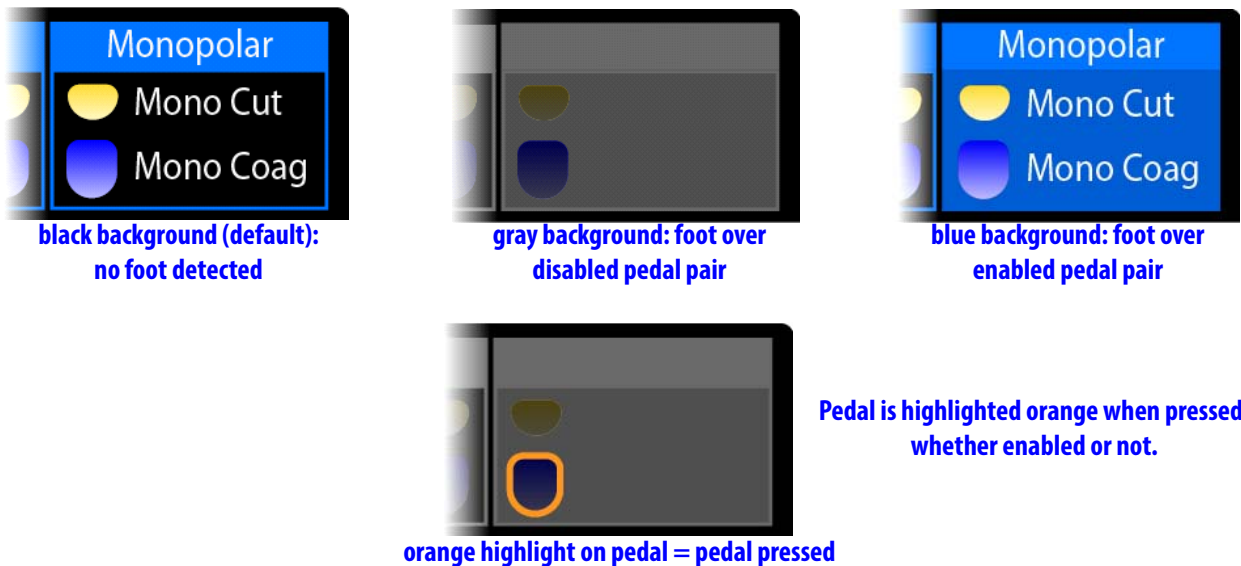 Monopolar
Mono Cut
Mono Coag
black background (default):
no foot detected
gray background: foot over
disabled pedal pair
Monopolar
Mono Cut
Mono Coag
blue background: foot over
enabled pedal pair
Pedal is highlighted orange when pressed
whether enabled or not.
orange highlight on pedal = pedal pressed